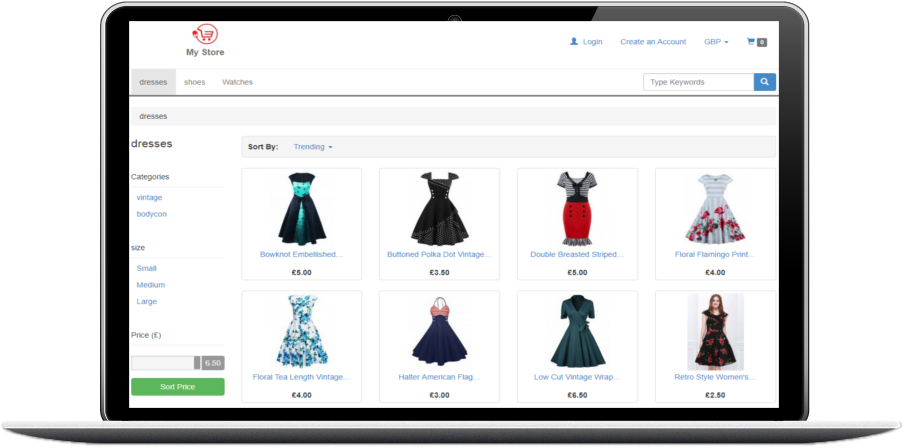 My Store
Login Create an Account GBP 0
dresses shoes Watches Type Keywords
dresses
dresses
Sort By: Trending
Categories
vintage
bodycon
size
Small
Medium
Large
Price (£)
6.50
Sort Price
Bowknot Embellished...
£5.00
Buttoned Polka Dot Vintage...
£3.50
Double Breasted Striped...
£5.00
Floral Flamingo Print...
£4.00
Floral Tea Length Vintage...
£4.00
Halter American Flag...
£3.00
Low Cut Vintage Wrap...
£6.50
Retro Style Women's...
£2.50